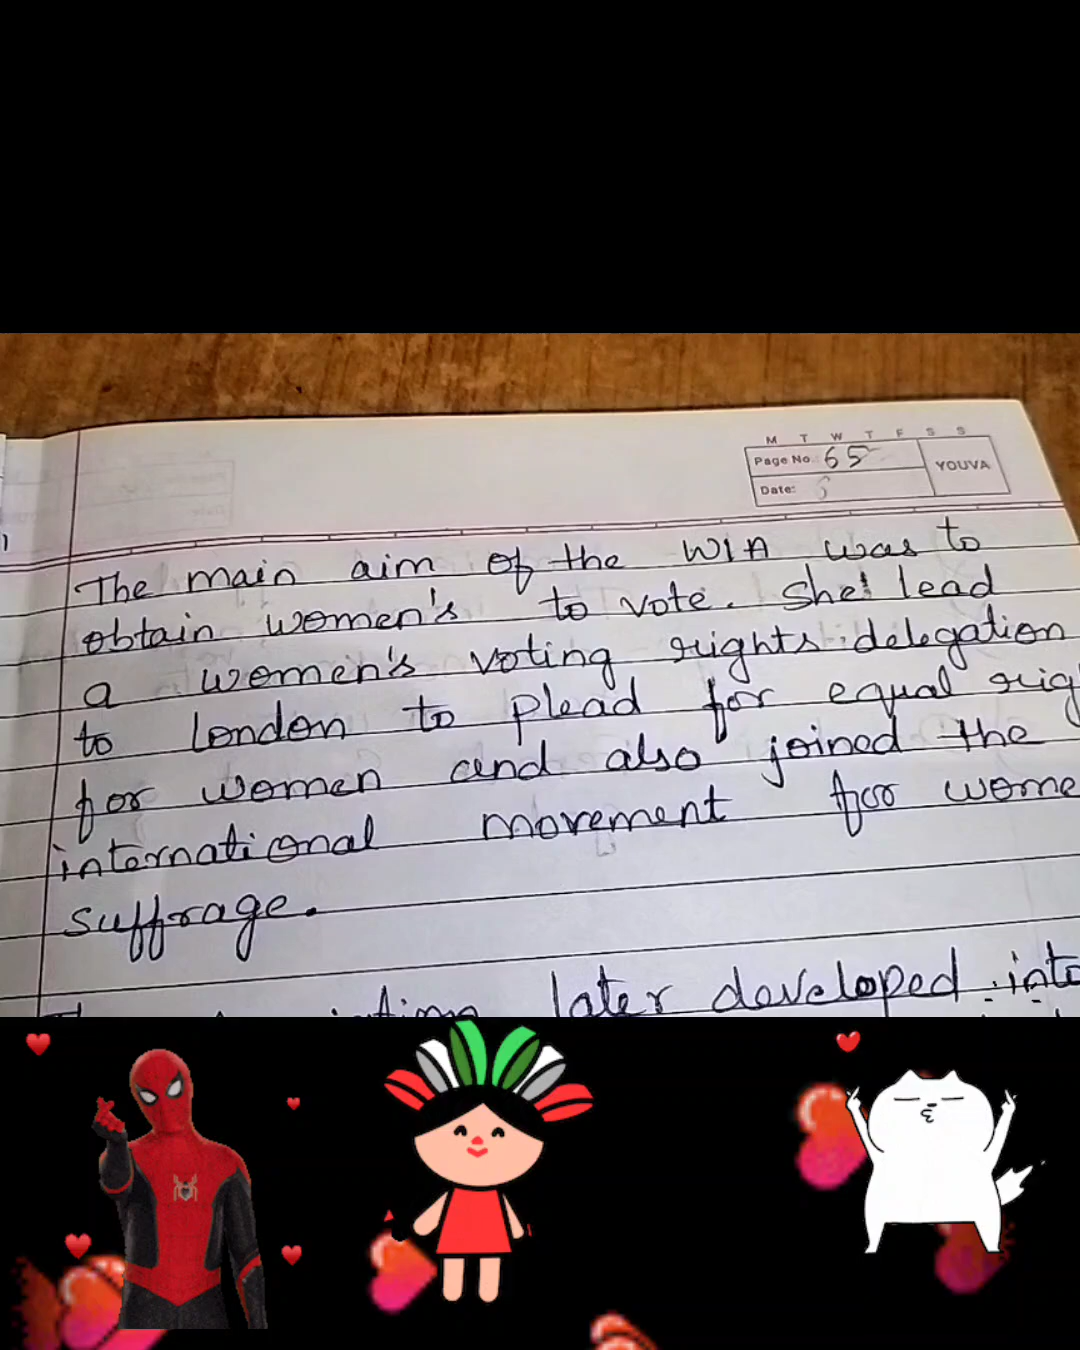 M T W T F S S
Page No.: 65
YOUVA
Date:
The main aim of the WIA was to
obtain women's to vote. She lead
a women's voting rights delegation
to London to plead for equal rig
for women and also joined the
international movement for wome
suffrage.
later developed into